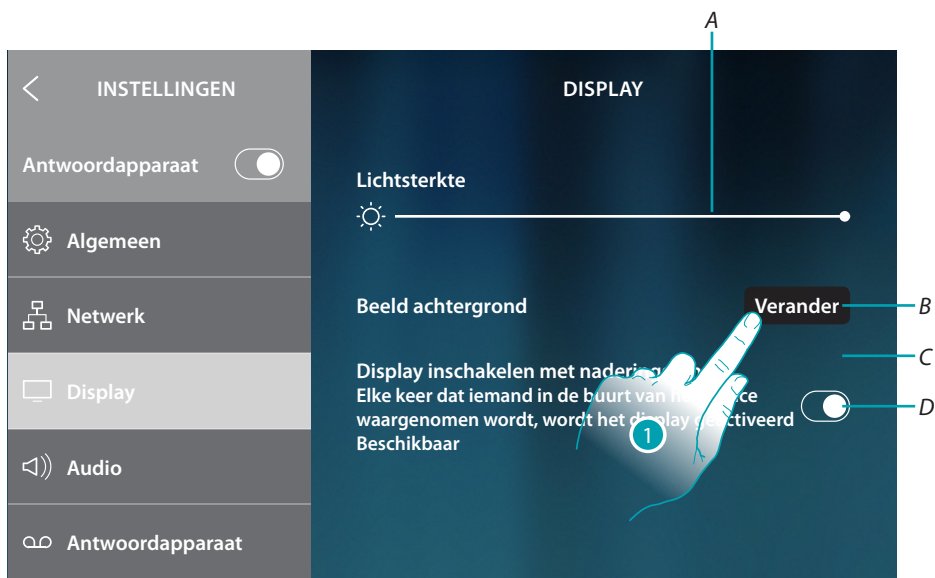 A
INSTELLINGEN
DISPLAY
Antwoordapparaat
Lichtsterkte
Algemeen
Netwerk
Beeld achtergrond
Verander
B
C
Display inschakelen met
Elke keer dat iemand in de buurt van
waargenomen wordt, wordt het display
D
Beschikbaar
1
Display
Audio
Antwoordapparaat